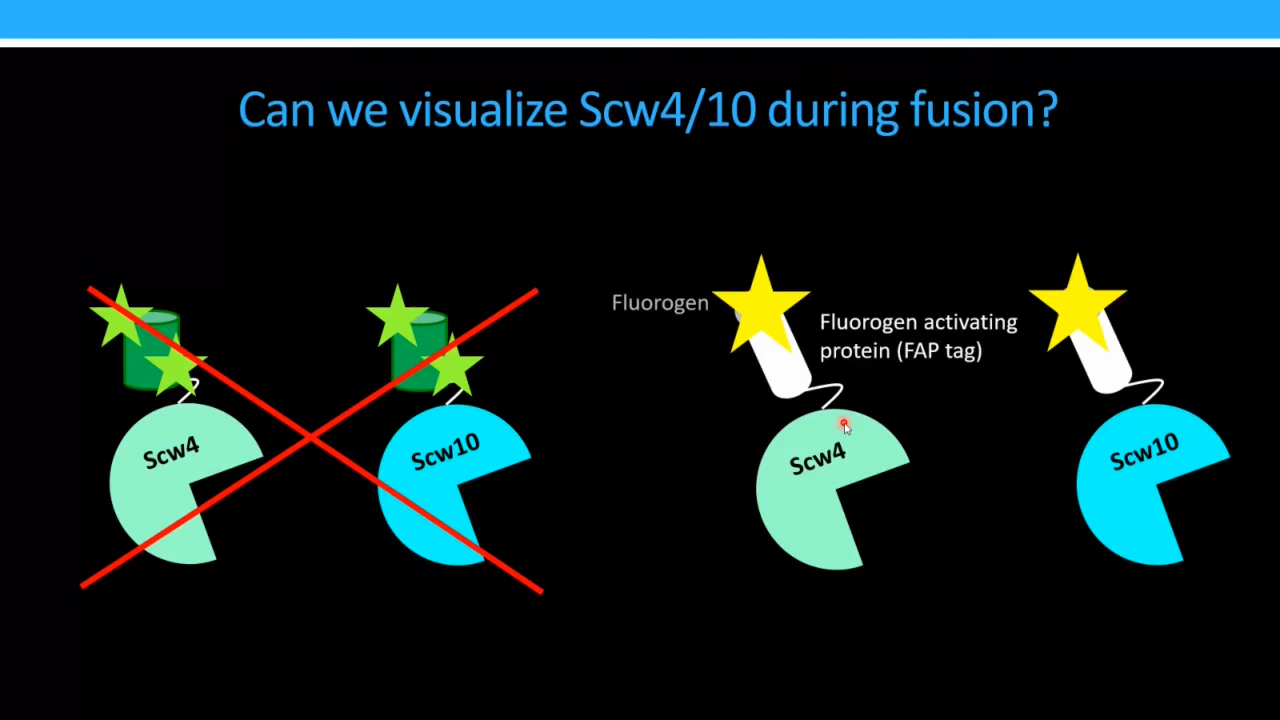 Can we visualize Scw4/10 during fusion?
Fluorogen
Fluorogen activating
protein (FAP tag)
Scw4
Scw10
Scw4
Scw10